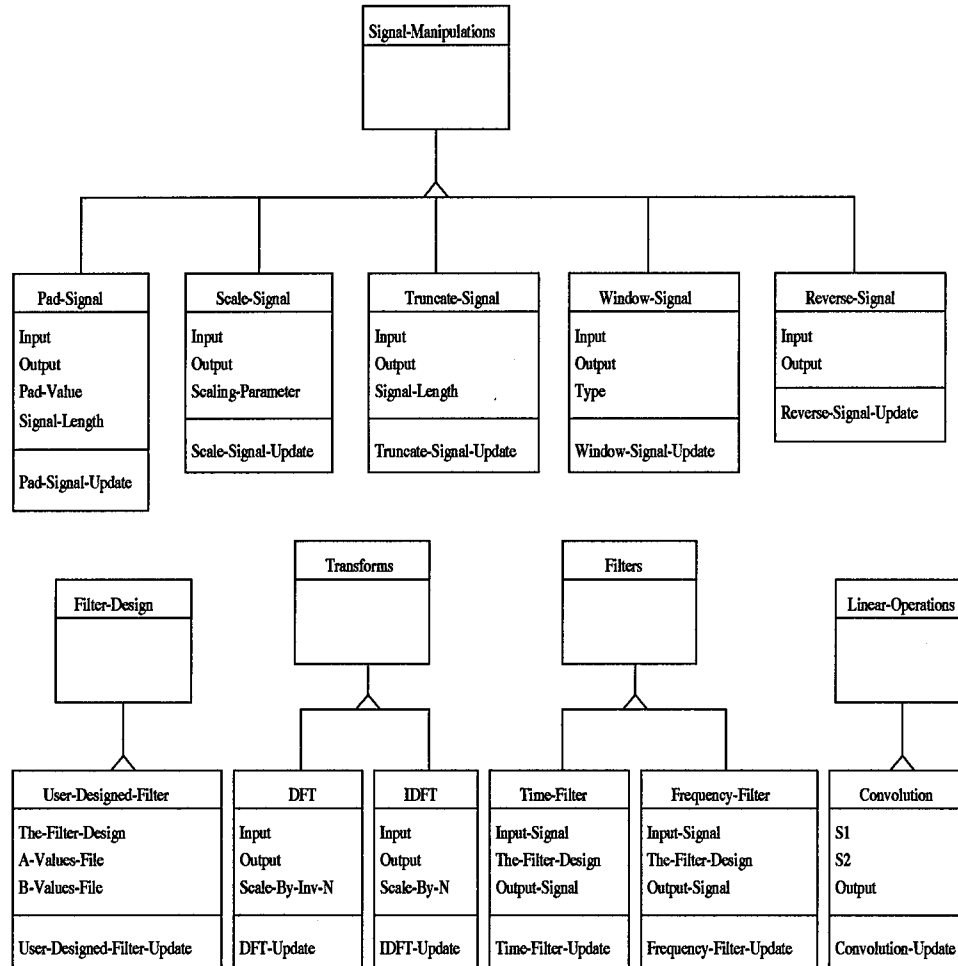 Signal-Manipulations
Pad-Signal
Input
Output
Pad-Value
Signal-Length
Pad-Signal-Update
Scale-Signal
Input
Output
Scaling-Parameter
Scale-Signal-Update
Truncate-Signal
Input
Output
Signal-Length
Truncate-Signal-Update
Window-Signal
Input
Output
Type
Window-Signal-Update
Reverse-Signal
Input
Output
Reverse-Signal-Update
Filter-Design
Transforms
Filters
Linear-Operations
User-Designed-Filter
The-Filter-Design
A-Values-File
B-Values-File
User-Designed-Filter-Update
DFT
Input
Output
Scale-By-Inv-N
DFT-Update
IDFT
Input
Output
Scale-By-N
IDFT-Update
Time-Filter
Input-Signal
The-Filter-Design
Output-Signal
Time-Filter-Update
Frequency-Filter
Input-Signal
The-Filter-Design
Output-Signal
Frequency-Filter-Update
Convolution
S1
S2
Output
Convolution-Update